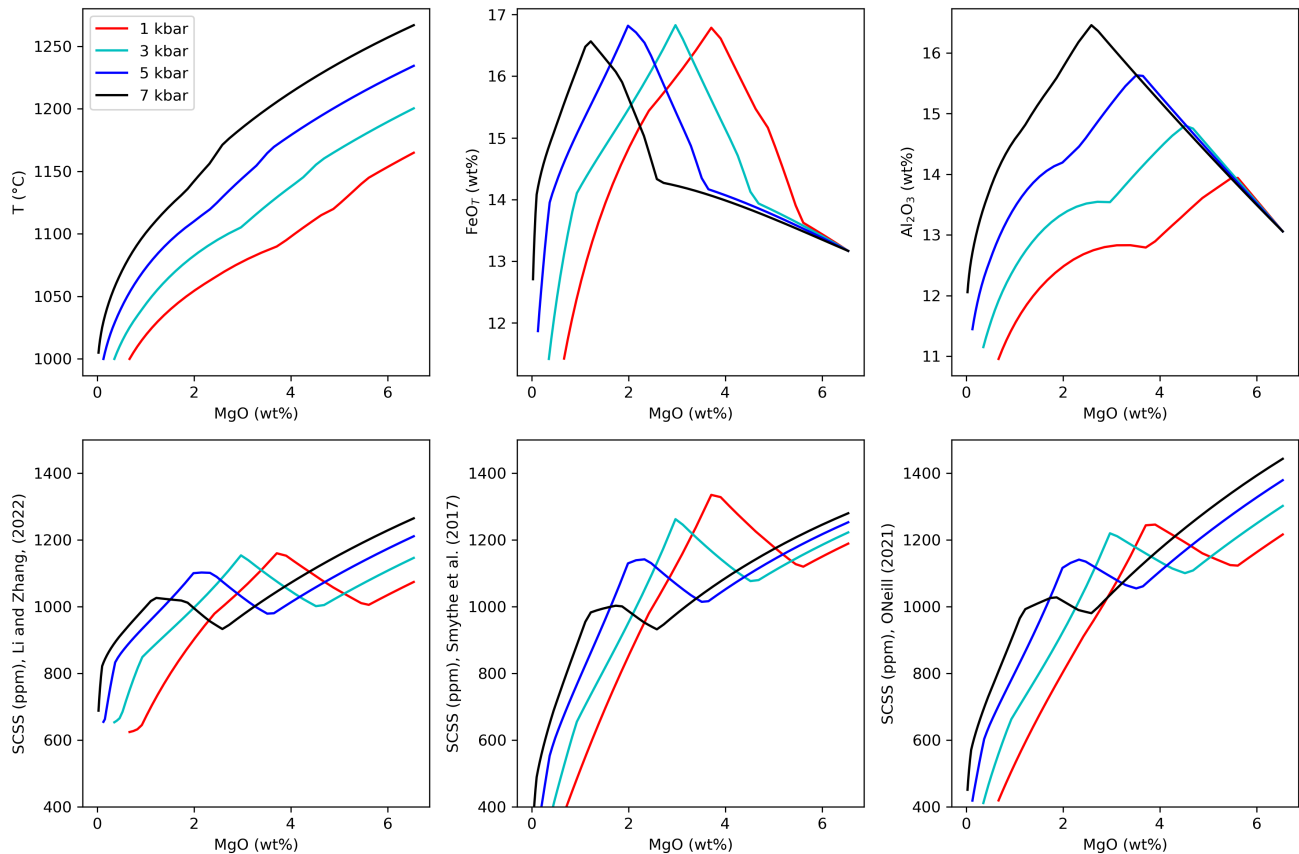 1250
1200
1150
1100
1050
1000
T (°C)
0 2 4 6
MgO (wt%)
1 kbar
3 kbar
5 kbar
7 kbar
17
16
15
14
13
12
FeO_T (wt%)
0 2 4 6
MgO (wt%)
16
15
14
13
12
11
Al₂O₃ (wt%)
0 2 4 6
MgO (wt%)
1400
1200
1000
800
600
400
SCSS (ppm), Li and Zhang, (2022)
0 2 4 6
MgO (wt%)
1400
1200
1000
800
600
400
SCSS (ppm), Smythe et al. (2017)
0 2 4 6
MgO (wt%)
1400
1200
1000
800
600
400
SCSS (ppm), ONeill (2021)
0 2 4 6
MgO (wt%)